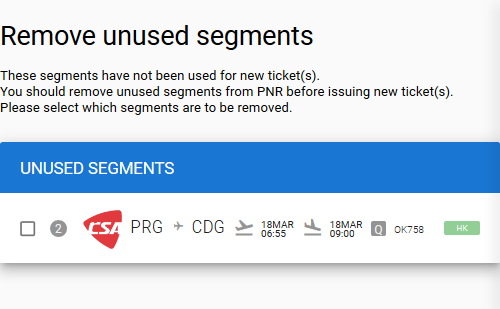 Remove unused segments
These segments have not been used for new ticket(s).
You should remove unused segments from PNR before issuing new ticket(s).
Please select which segments are to be removed.
UNUSED SEGMENTS
2 CSA PRG CDG 18MAR 06:55 18MAR 09:00 Q OK758 HK